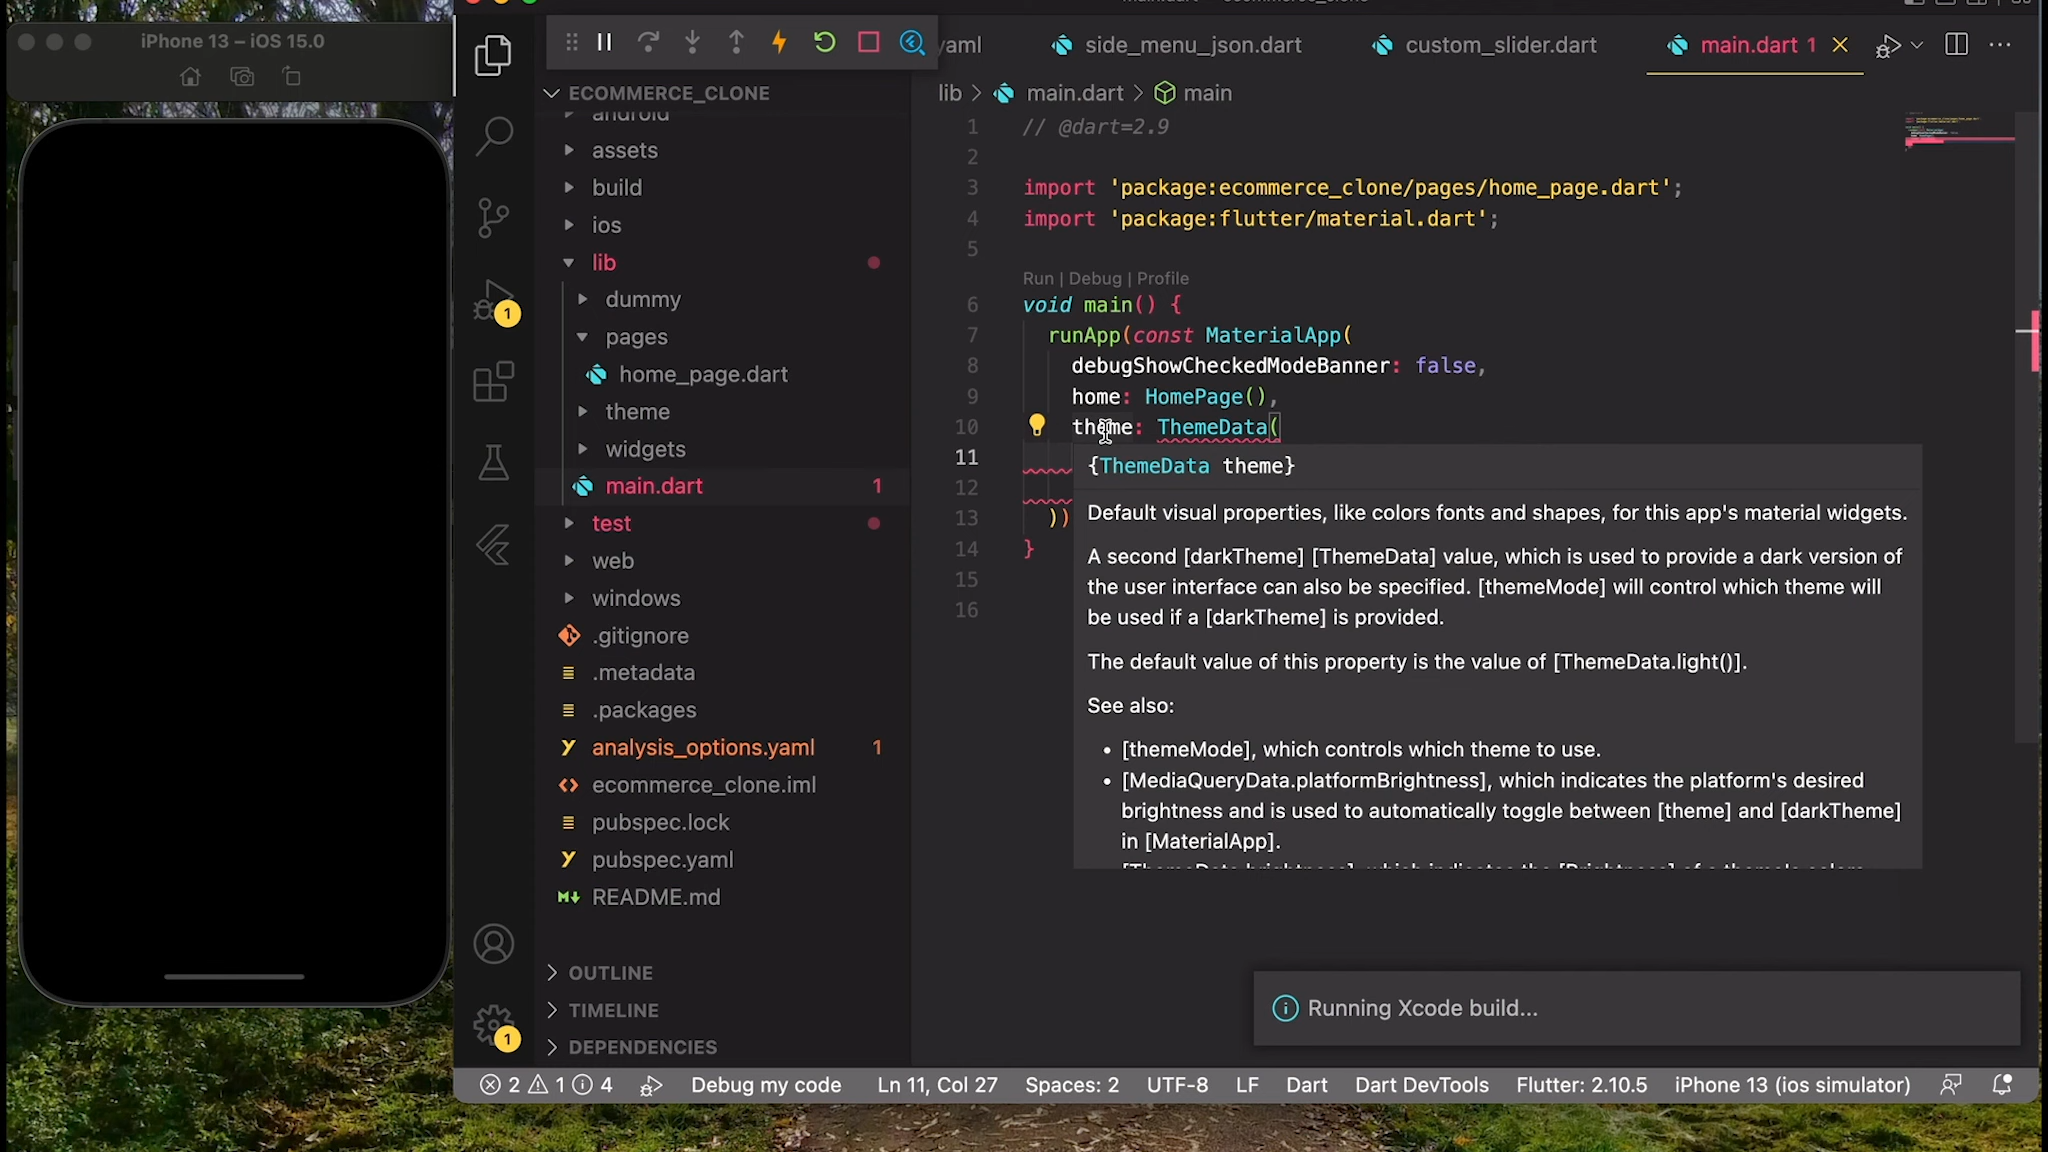 iPhone 13 – iOS 15.0
yaml
side_menu_json.dart
custom_slider.dart
main.dart 1
ECOMMERCE_CLONE
android
assets
build
ios
lib
dummy
pages
home_page.dart
theme
widgets
main.dart 1
test
web
windows
.gitignore
.metadata
.packages
analysis_options.yaml 1
ecommerce_clone.iml
pubspec.lock
pubspec.yaml
README.md
OUTLINE
TIMELINE
DEPENDENCIES
1
1
lib > main.dart > main
1 // @dart=2.9
2
3 import 'package:ecommerce_clone/pages/home_page.dart';
4 import 'package:flutter/material.dart';
5
Run | Debug | Profile
6 void main() {
7 runApp(const MaterialApp(
8 debugShowCheckedModeBanner: false,
9 home: HomePage(),
10 theme: ThemeData(
11
12
13 ))
14 }
15
16
{ThemeData theme}
Default visual properties, like colors fonts and shapes, for this app's material widgets.
A second [darkTheme] [ThemeData] value, which is used to provide a dark version of
the user interface can also be specified. [themeMode] will control which theme will
be used if a [darkTheme] is provided.
The default value of this property is the value of [ThemeData.light()].
See also:
• [themeMode], which controls which theme to use.
• [MediaQueryData.platformBrightness], which indicates the platform's desired
brightness and is used to automatically toggle between [theme] and [darkTheme]
in [MaterialApp].
Running Xcode build...
2 1 4 Debug my code Ln 11, Col 27 Spaces: 2 UTF-8 LF Dart Dart DevTools Flutter: 2.10.5 iPhone 13 (ios simulator)